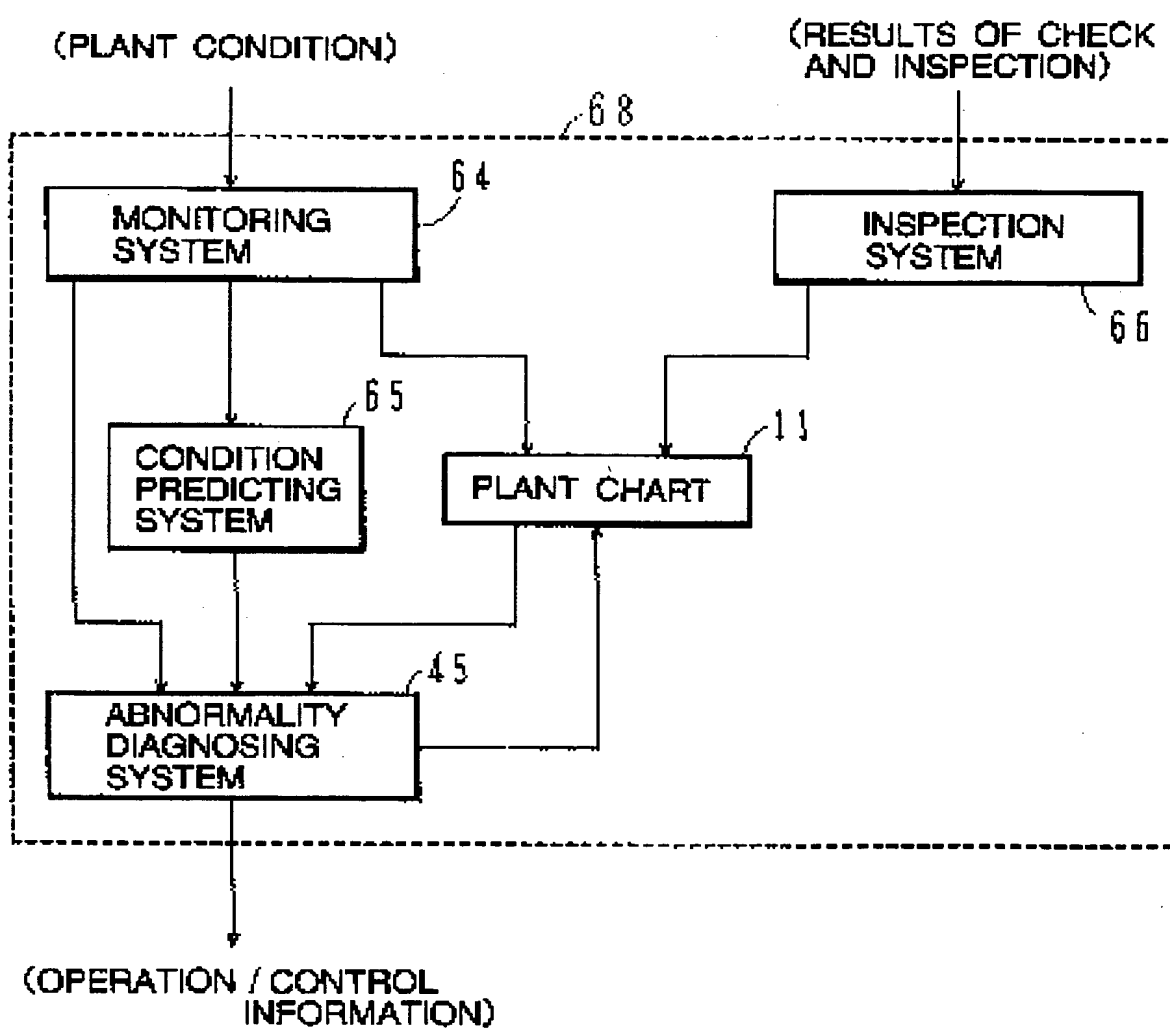 (PLANT CONDITION)
(RESULTS OF CHECK
AND INSPECTION)
68
64
MONITORING
SYSTEM
INSPECTION
SYSTEM
66
65
CONDITION
PREDICTING
SYSTEM
11
PLANT CHART
45
ABNORMALITY
DIAGNOSING
SYSTEM
(OPERATION / CONTROL
INFORMATION)